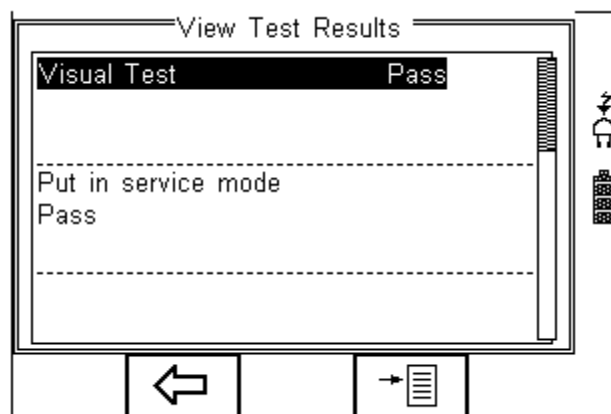 View Test Results
Visual Test Pass
Put in service mode
Pass